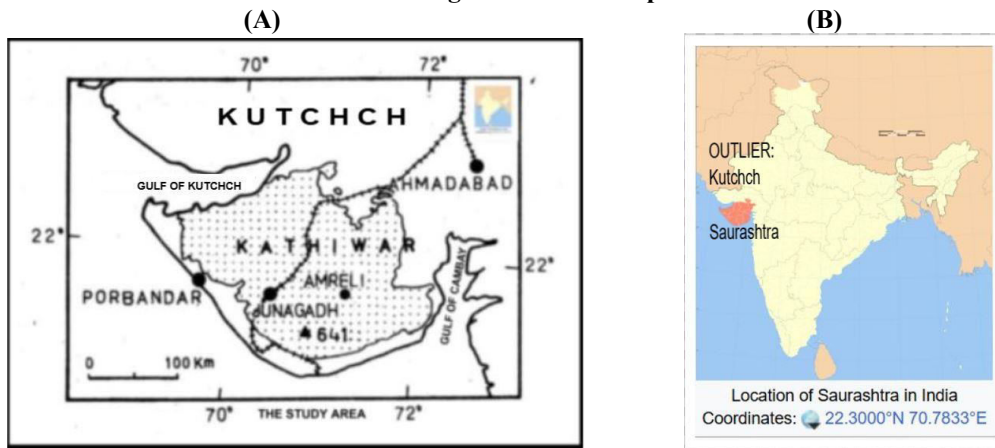 (A)
70°
72°
KUTCHCH
GULF OF KUTCHCH
AHMADABAD
22°
KATHIWAR
22°
AMRELI
PORBANDAR
JUNAGADH
641
GULF OF CAMBAY
0 100 Km
70°
THE STUDY AREA
72°
(B)
OUTLIER:
Kutchch
Saurashtra
Location of Saurashtra in India
Coordinates: 22.3000°N 70.7833°E